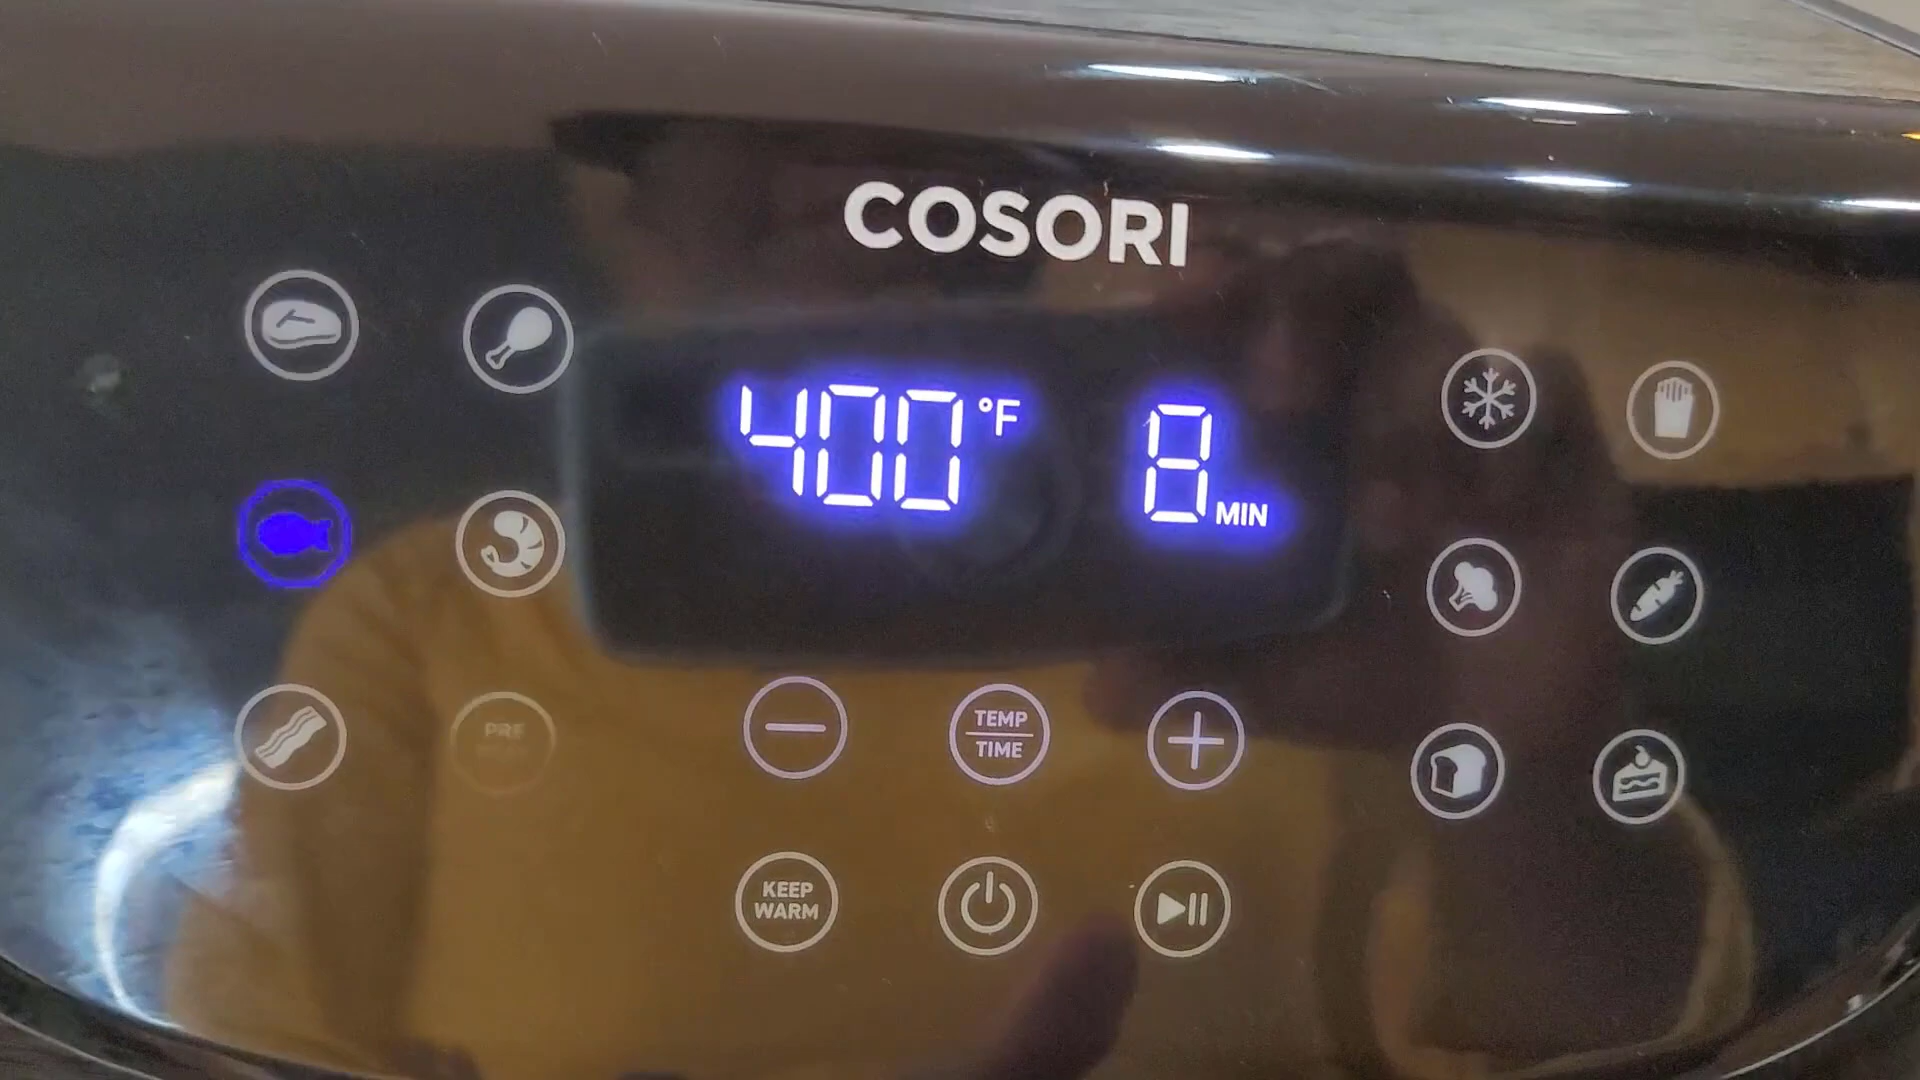 COSORI
400 °F 8 MIN
PRE
TEMP
TIME
KEEP
WARM